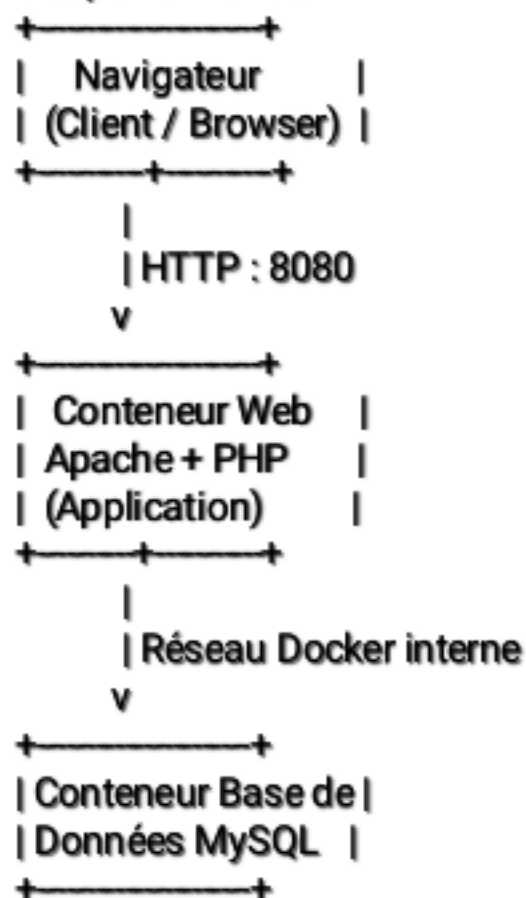 +——————————+
| Navigateur |
| (Client / Browser) |
+—————+—————+
|
| HTTP : 8080
v
+——————————+
| Conteneur Web |
| Apache + PHP |
| (Application) |
+—————+—————+
|
| Réseau Docker interne
v
+——————————+
| Conteneur Base de |
| Données MySQL |
+——————————+